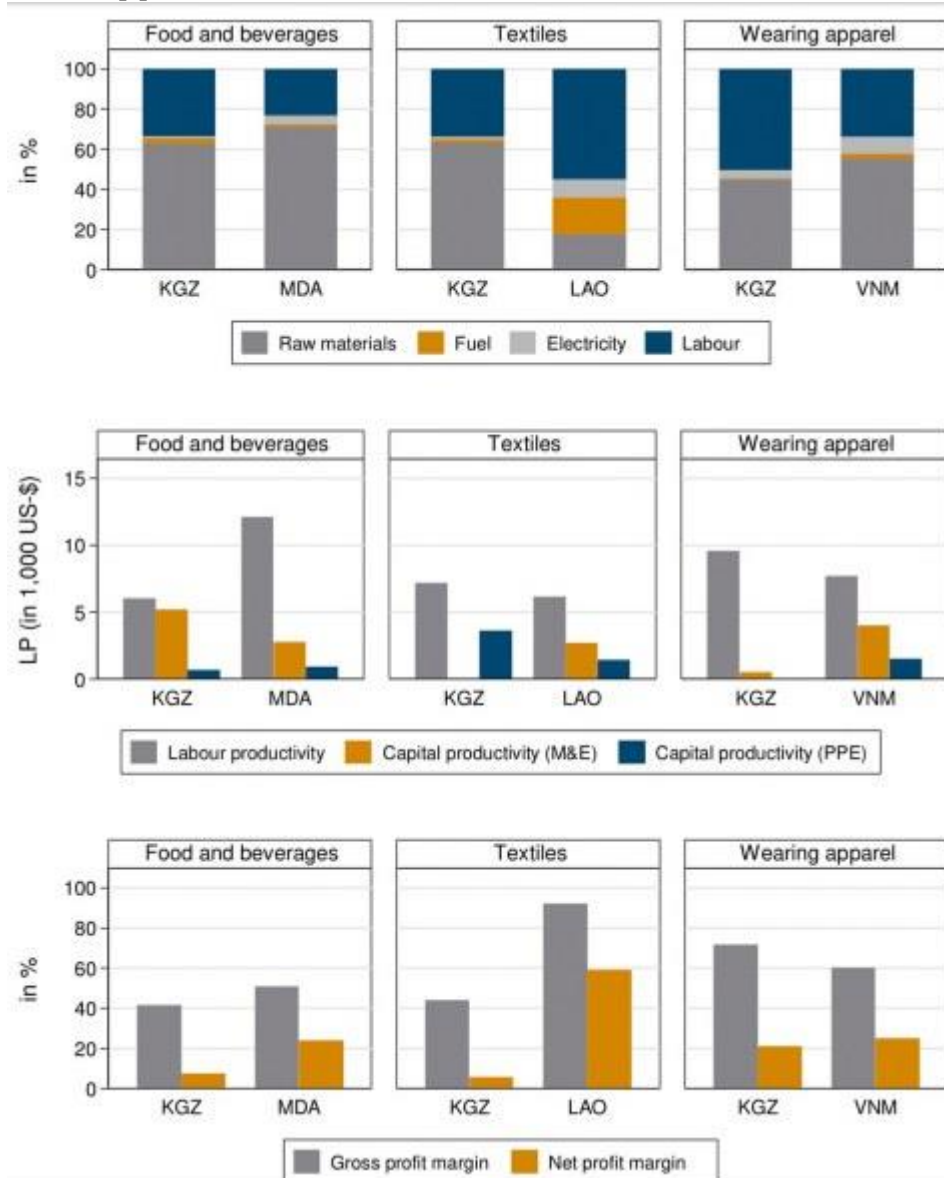 Food and beverages Textiles Wearing apparel
100
80
60
40
20
0
in %
KGZ MDA KGZ LAO KGZ VNM
Raw materials Fuel Electricity Labour
Food and beverages Textiles Wearing apparel
15
10
5
0
LP (in 1,000 US-$)
KGZ MDA KGZ LAO KGZ VNM
Labour productivity Capital productivity (M&E) Capital productivity (PPE)
Food and beverages Textiles Wearing apparel
100
80
60
40
20
0
in %
KGZ MDA KGZ LAO KGZ VNM
Gross profit margin Net profit margin